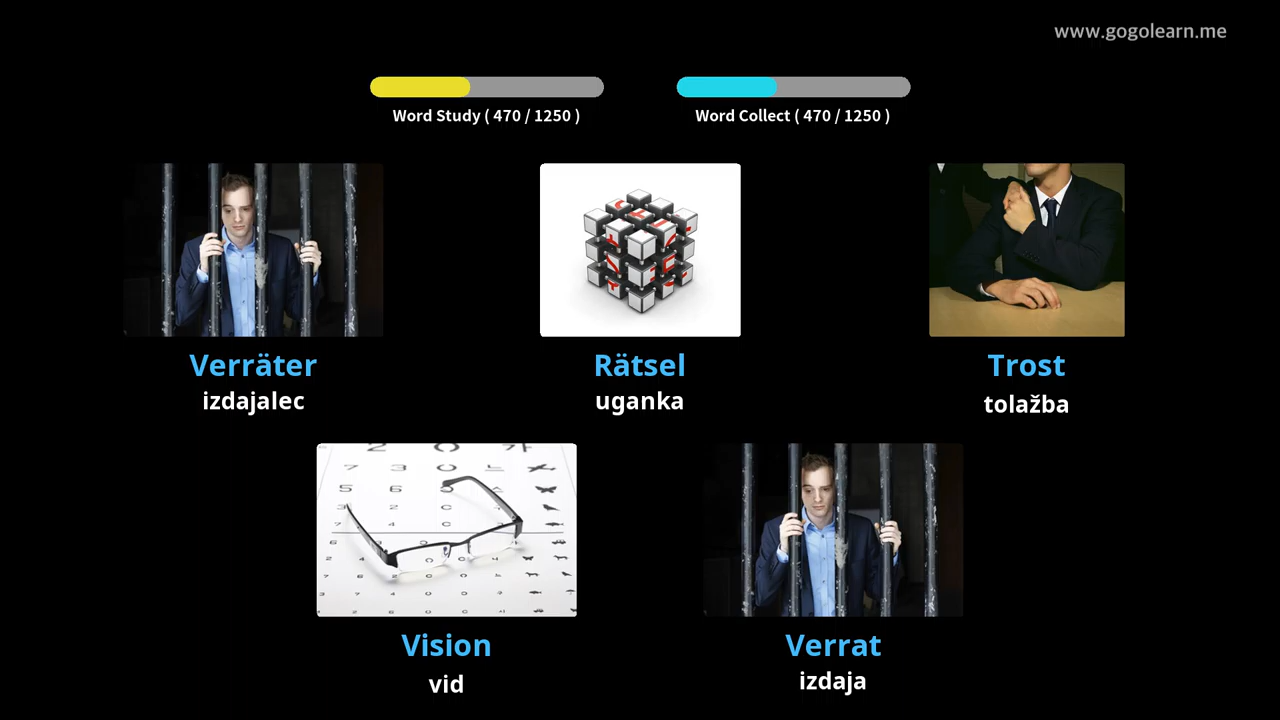 www.gogolearn.me
Word Study ( 470 / 1250 )
Word Collect ( 470 / 1250 )
Verräter
izdajalec
Rätsel
uganka
Trost
tolažba
Vision
vid
Verrat
izdaja